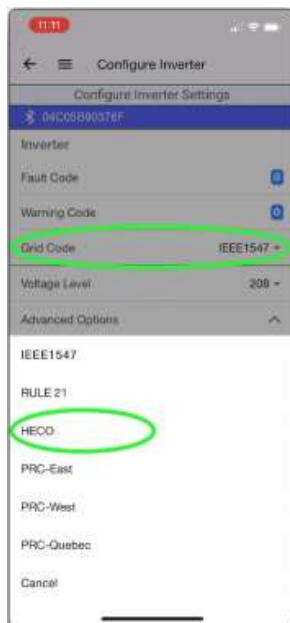 11:11
Configure Inverter
Configure Inverter Settings
04C05B90376F
Inverter
Fault Code 0
Warning Code 0
Grid Code IEEE1547
Voltage Level 208
Advanced Options
IEEE1547
RULE 21
HECO
PRC-East
PRC-West
PRC-Quebec
Cancel